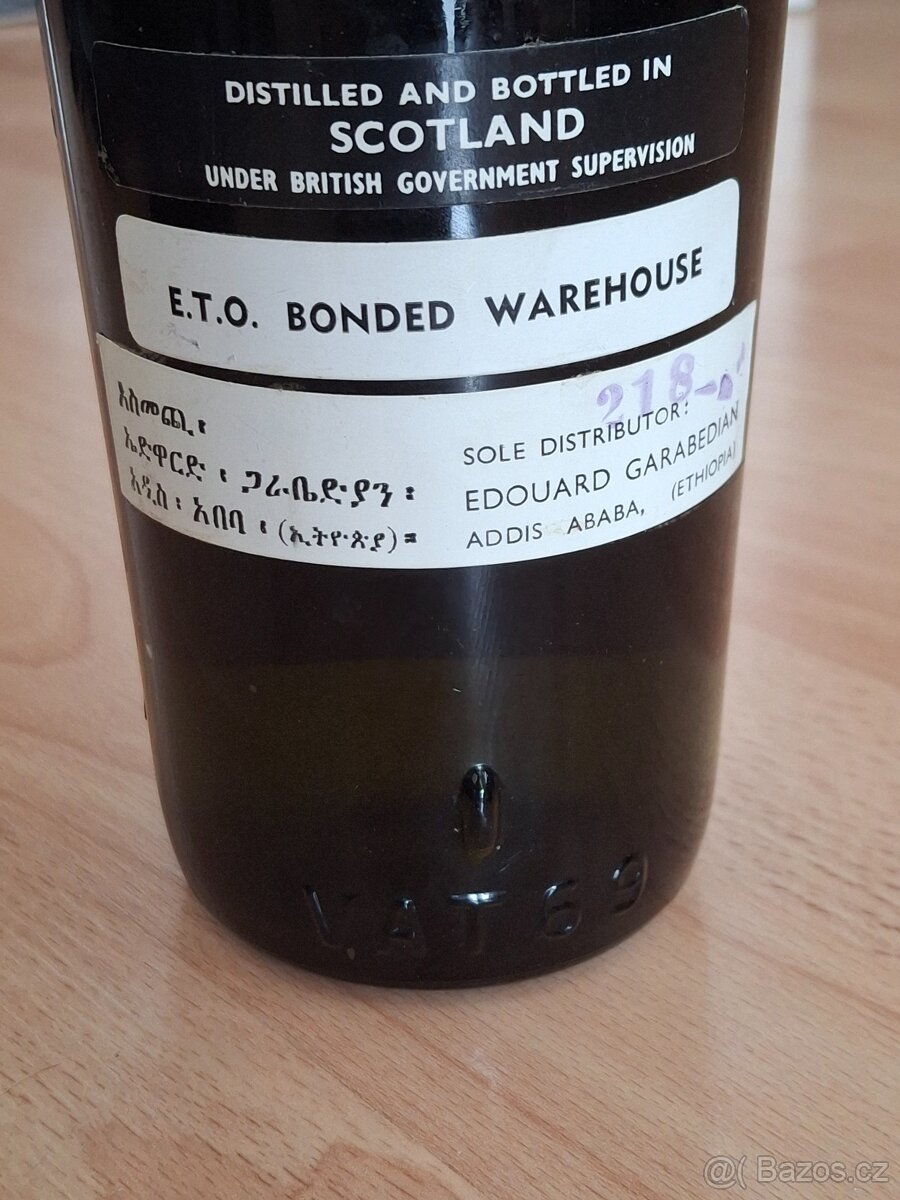 DISTILLED AND BOTTLED IN
SCOTLAND
UNDER BRITISH GOVERNMENT SUPERVISION
E.T.O. BONDED WAREHOUSE
218-
አስመጪ፡
ኤድዋርድ ፡ ጋራቤድያን ፡
አዲስ ፡ አበባ ፡ (ኢትዮጵያ)።
SOLE DISTRIBUTOR:
EDOUARD GARABEDIAN
ADDIS ABABA, (ETHIOPIA)
VAT 69
@( Bazos.cz